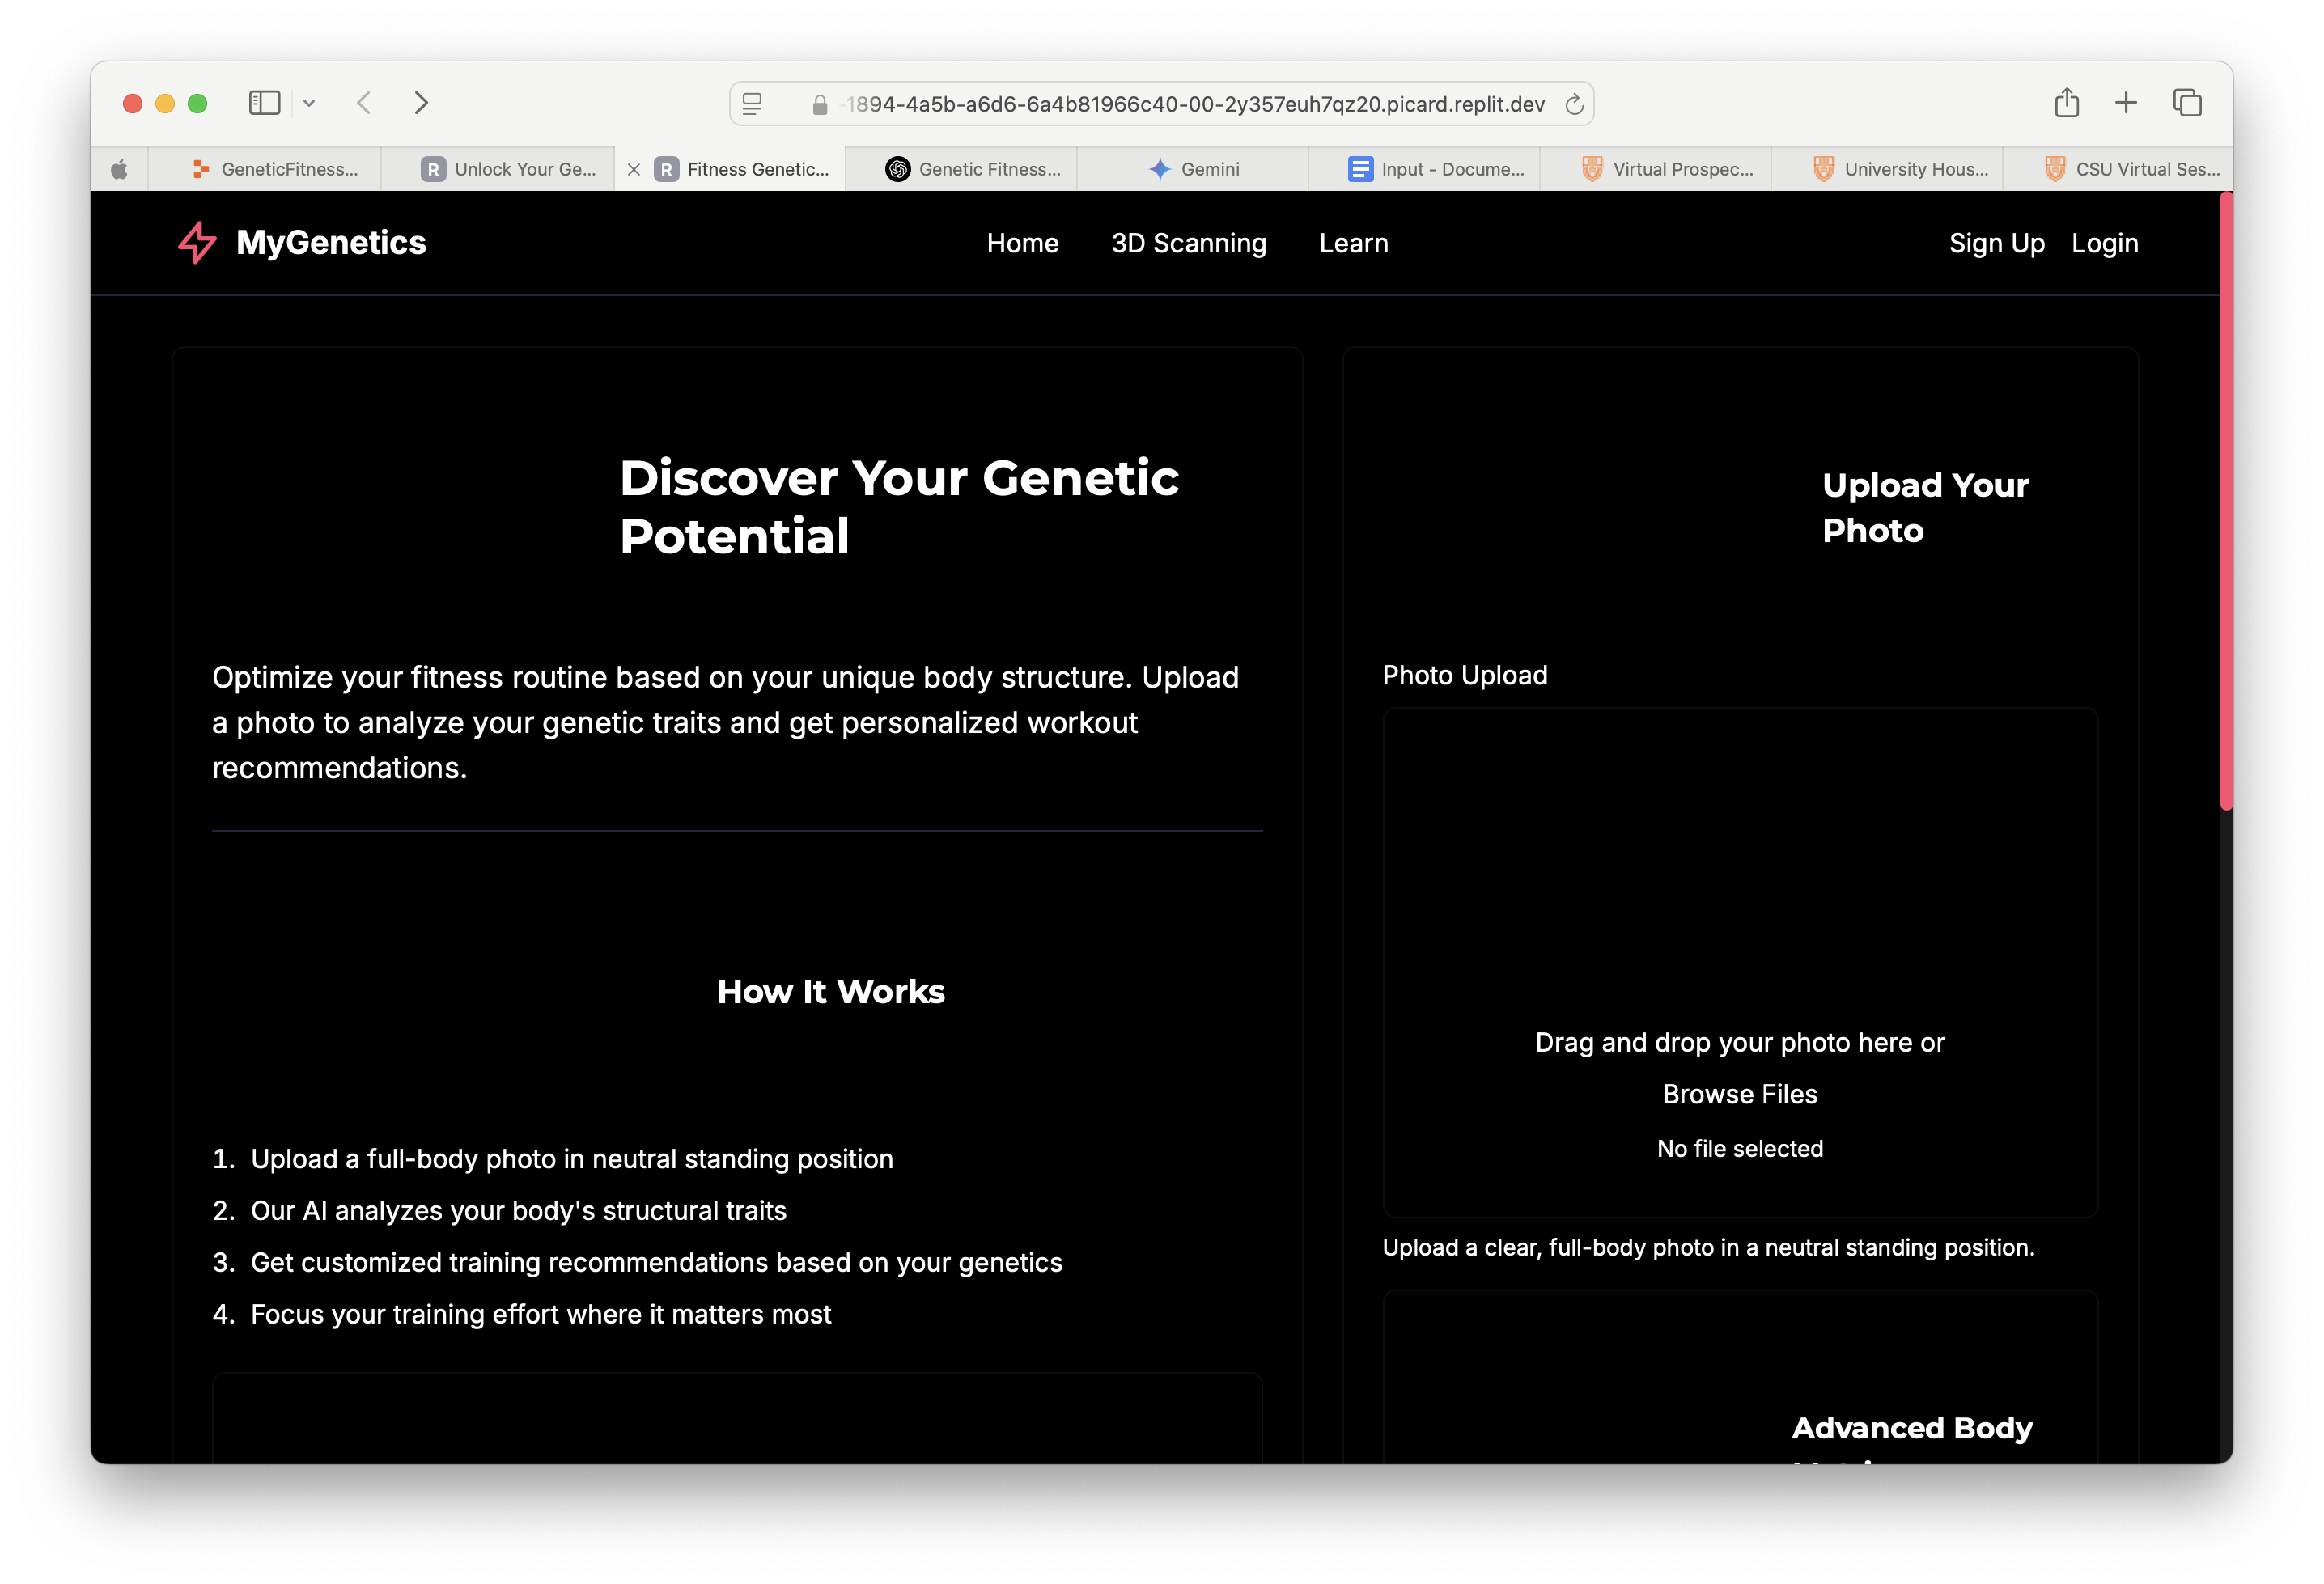 -1894-4a5b-a6d6-6a4b81966c40-00-2y357euh7qz20.picard.replit.dev
GeneticFitness...
R Unlock Your Ge...
R Fitness Genetic...
Genetic Fitness...
Gemini
Input - Docume...
Virtual Prospec...
University Hous...
CSU Virtual Ses...
MyGenetics
Home
3D Scanning
Learn
Sign Up
Login
Discover Your Genetic
Potential
Optimize your fitness routine based on your unique body structure. Upload
a photo to analyze your genetic traits and get personalized workout
recommendations.
How It Works
1. Upload a full-body photo in neutral standing position
2. Our AI analyzes your body's structural traits
3. Get customized training recommendations based on your genetics
4. Focus your training effort where it matters most
Upload Your
Photo
Photo Upload
Drag and drop your photo here or
Browse Files
No file selected
Upload a clear, full-body photo in a neutral standing position.
Advanced Body